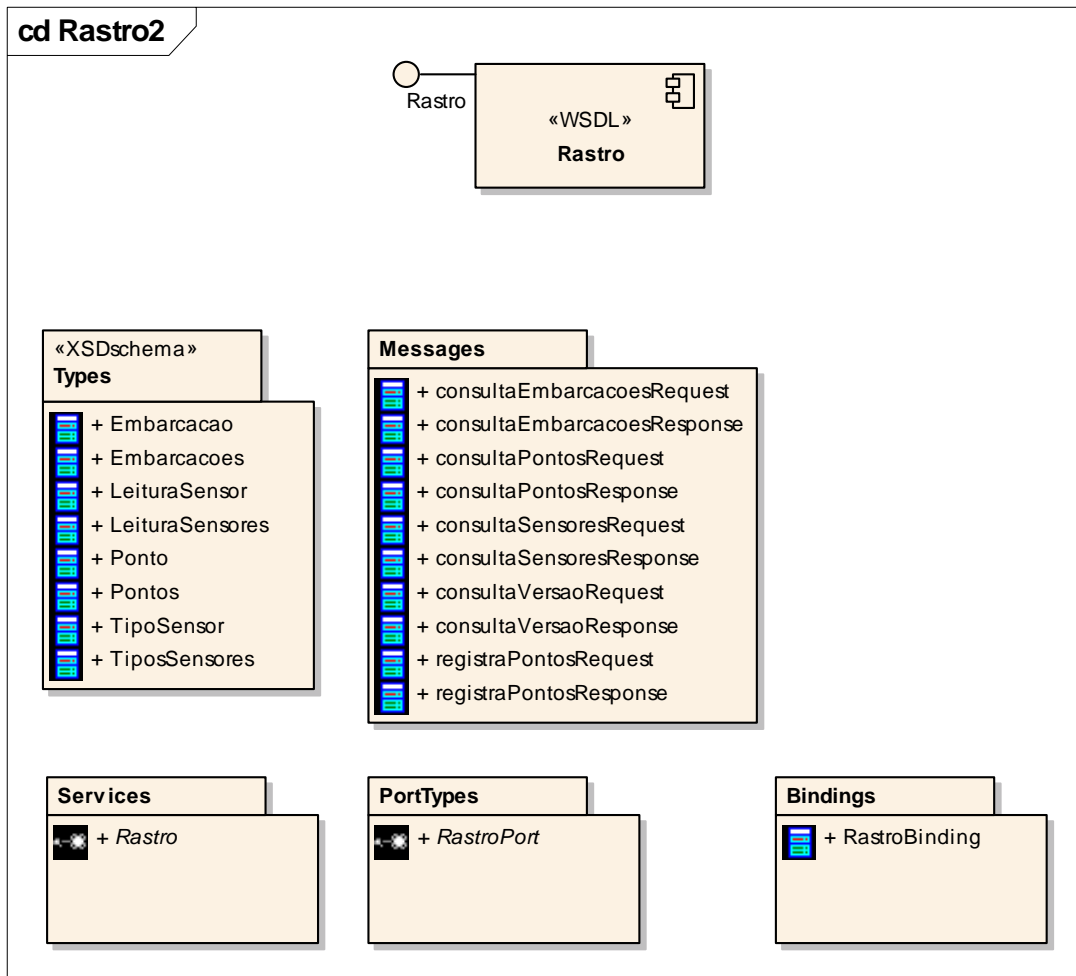 cd Rastro2
Rastro
«WSDL»
Rastro
«XSDschema»
Types
+ Embarcacao
+ Embarcacoes
+ LeituraSensor
+ LeituraSensores
+ Ponto
+ Pontos
+ TipoSensor
+ TiposSensores
Messages
+ consultaEmbarcacoesRequest
+ consultaEmbarcacoesResponse
+ consultaPontosRequest
+ consultaPontosResponse
+ consultaSensoresRequest
+ consultaSensoresResponse
+ consultaVersaoRequest
+ consultaVersaoResponse
+ registraPontosRequest
+ registraPontosResponse
Services
+ Rastro
PortTypes
+ RastroPort
Bindings
+ RastroBinding